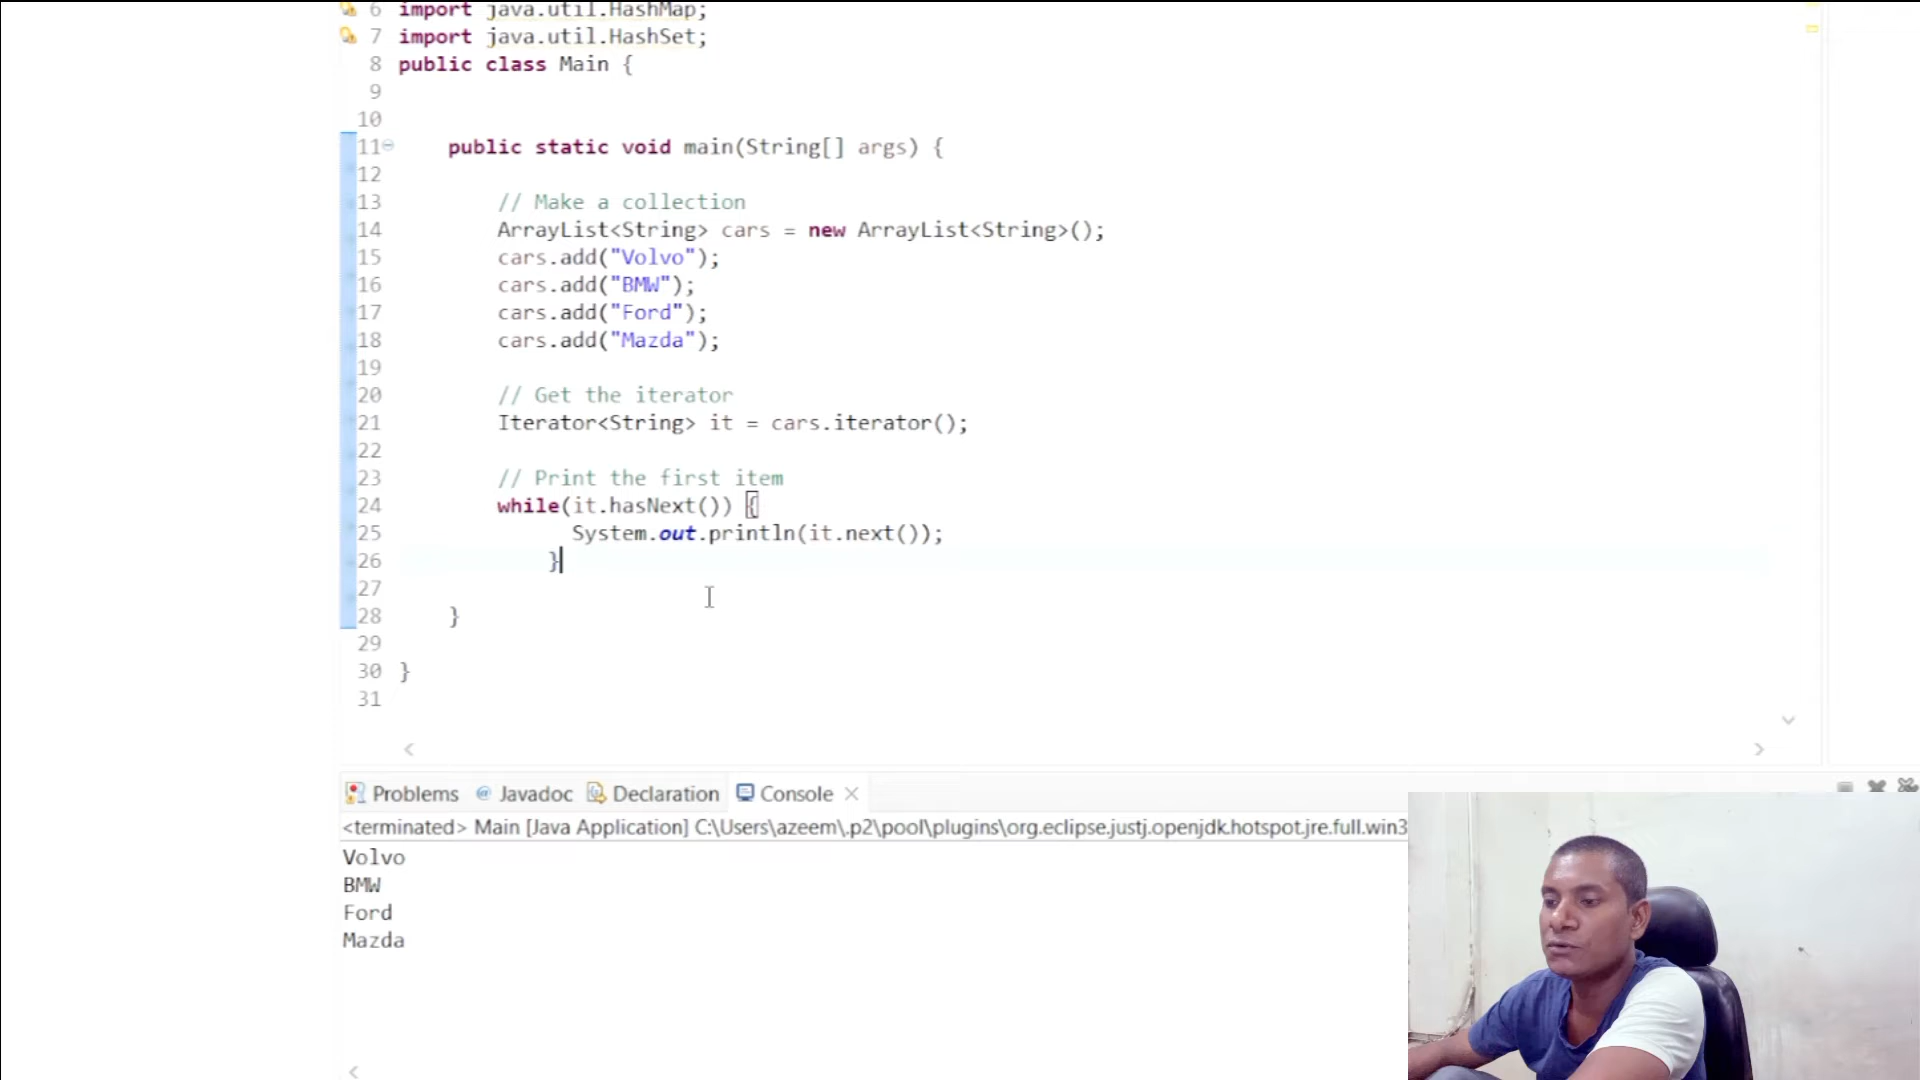 6 import java.util.HashMap;
7 import java.util.HashSet;
8 public class Main {
9
10
11 public static void main(String[] args) {
12
13 // Make a collection
14 ArrayList<String> cars = new ArrayList<String>();
15 cars.add("Volvo");
16 cars.add("BMW");
17 cars.add("Ford");
18 cars.add("Mazda");
19
20 // Get the iterator
21 Iterator<String> it = cars.iterator();
22
23 // Print the first item
24 while(it.hasNext()) {
25 System.out.println(it.next());
26 }
27
28 }
29
30 }
31
Problems Javadoc Declaration Console
<terminated> Main [Java Application] C:\Users\azeem\.p2\pool\plugins\org.eclipse.justj.openjdk.hotspot.jre.full.win3
Volvo
BMW
Ford
Mazda